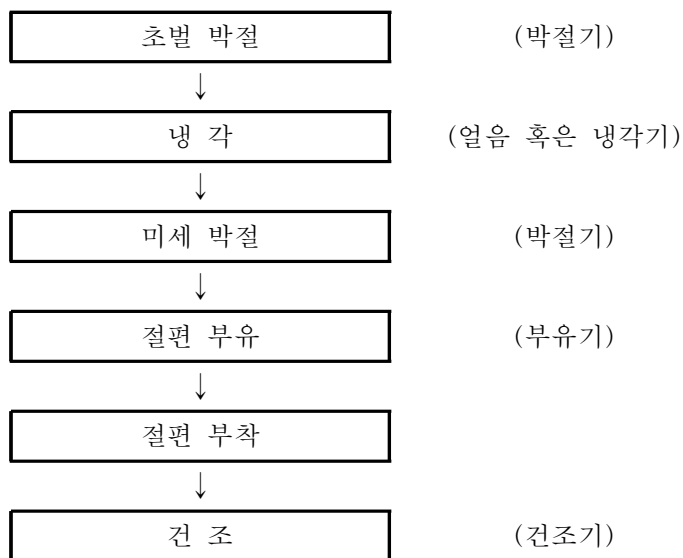 초벌 박절 (박절기)
↓
냉 각 (얼음 혹은 냉각기)
↓
미세 박절 (박절기)
↓
절편 부유 (부유기)
↓
절편 부착
↓
건 조 (건조기)